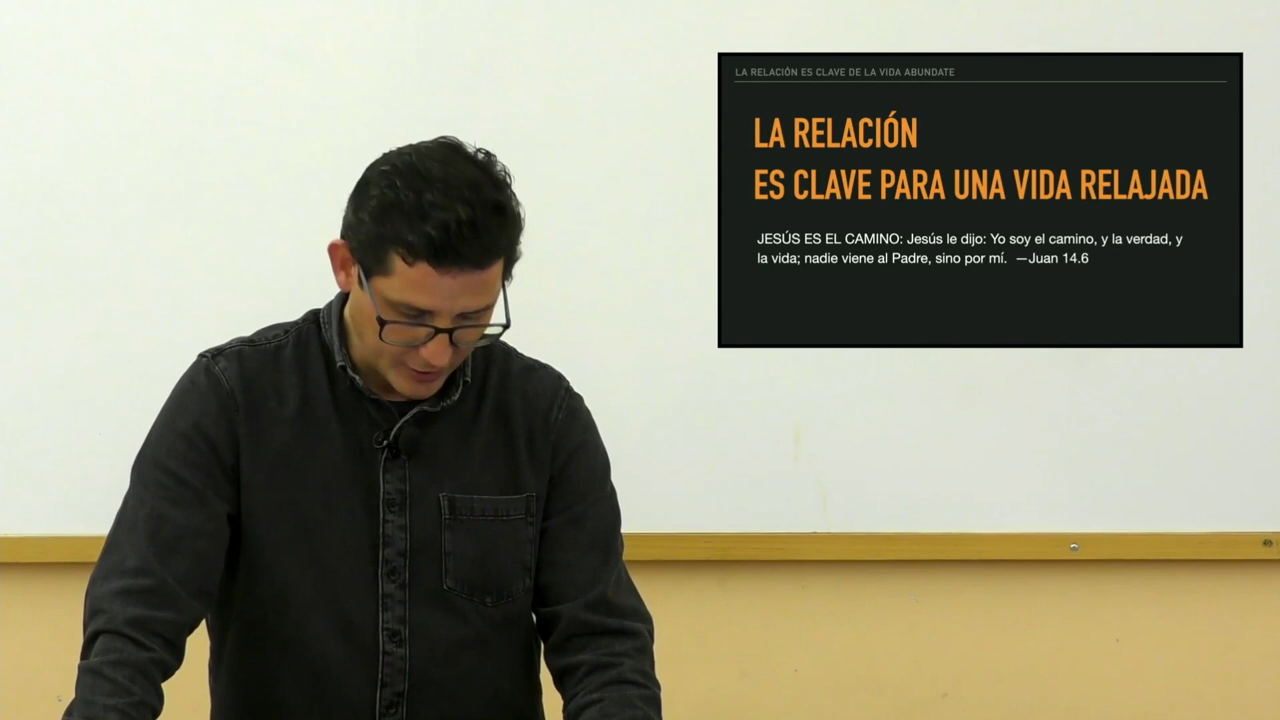 LA RELACIÓN ES CLAVE DE LA VIDA ABUNDATE
LA RELACIÓN
ES CLAVE PARA UNA VIDA RELAJADA
JESÚS ES EL CAMINO: Jesús le dijo: Yo soy el camino, y la verdad, y
la vida; nadie viene al Padre, sino por mí. —Juan 14.6